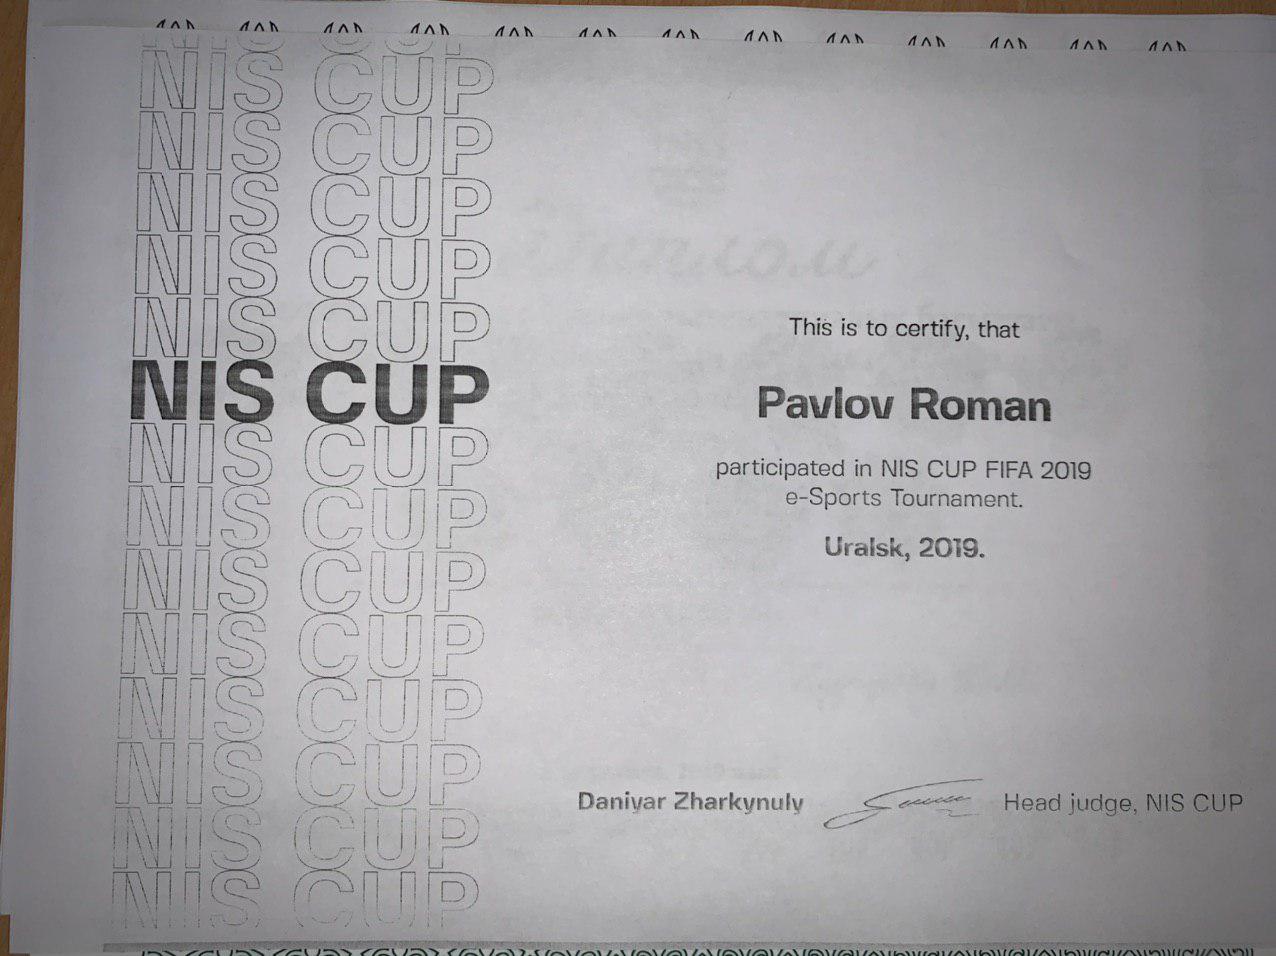 NIS CUP
NIS CUP
NIS CUP
NIS CUP
NIS CUP
NIS CUP
NIS CUP
NIS CUP
NIS CUP
NIS CUP
NIS CUP
NIS CUP
NIS CUP
NIS CUP
This is to certify, that
Pavlov Roman
participated in NIS CUP FIFA 2019
e-Sports Tournament.
Uralsk, 2019.
Daniyar Zharkynuly
Head judge, NIS CUP